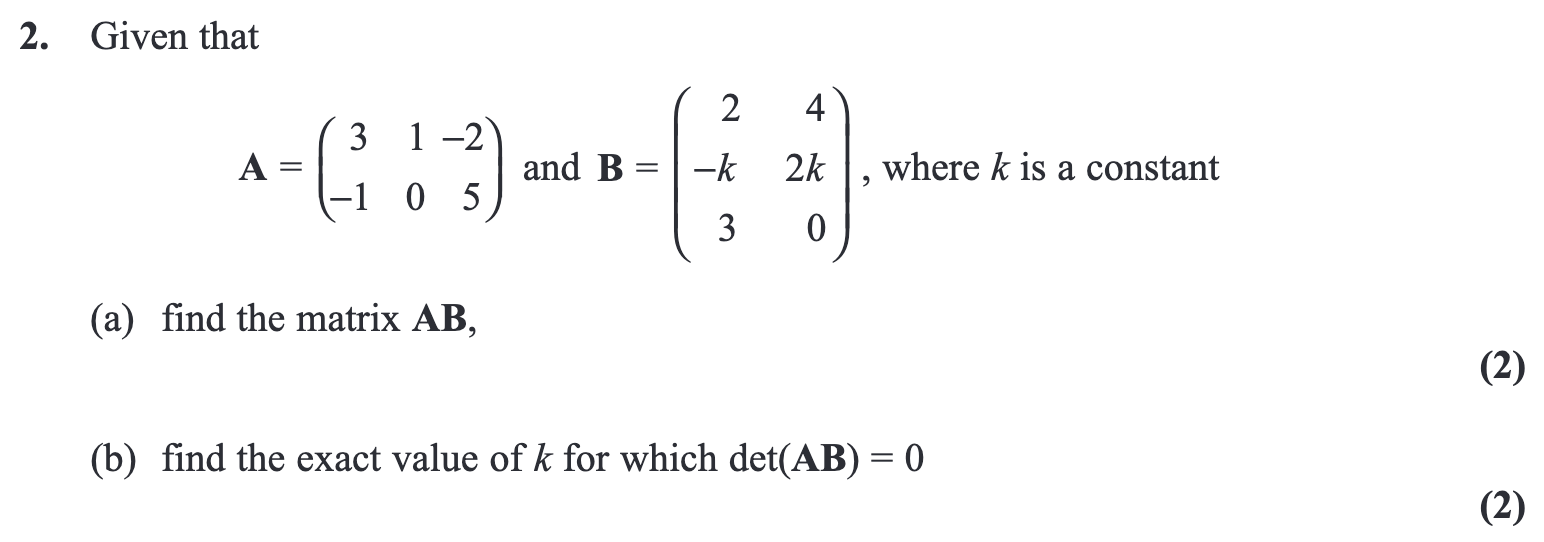 2. Given that
A = ( 3 1 –2 ; –1 0 5 ) and B = ( 2 4 ; –k 2k ; 3 0 ), where k is a constant
(a) find the matrix AB,
(2)
(b) find the exact value of k for which det(AB) = 0
(2)